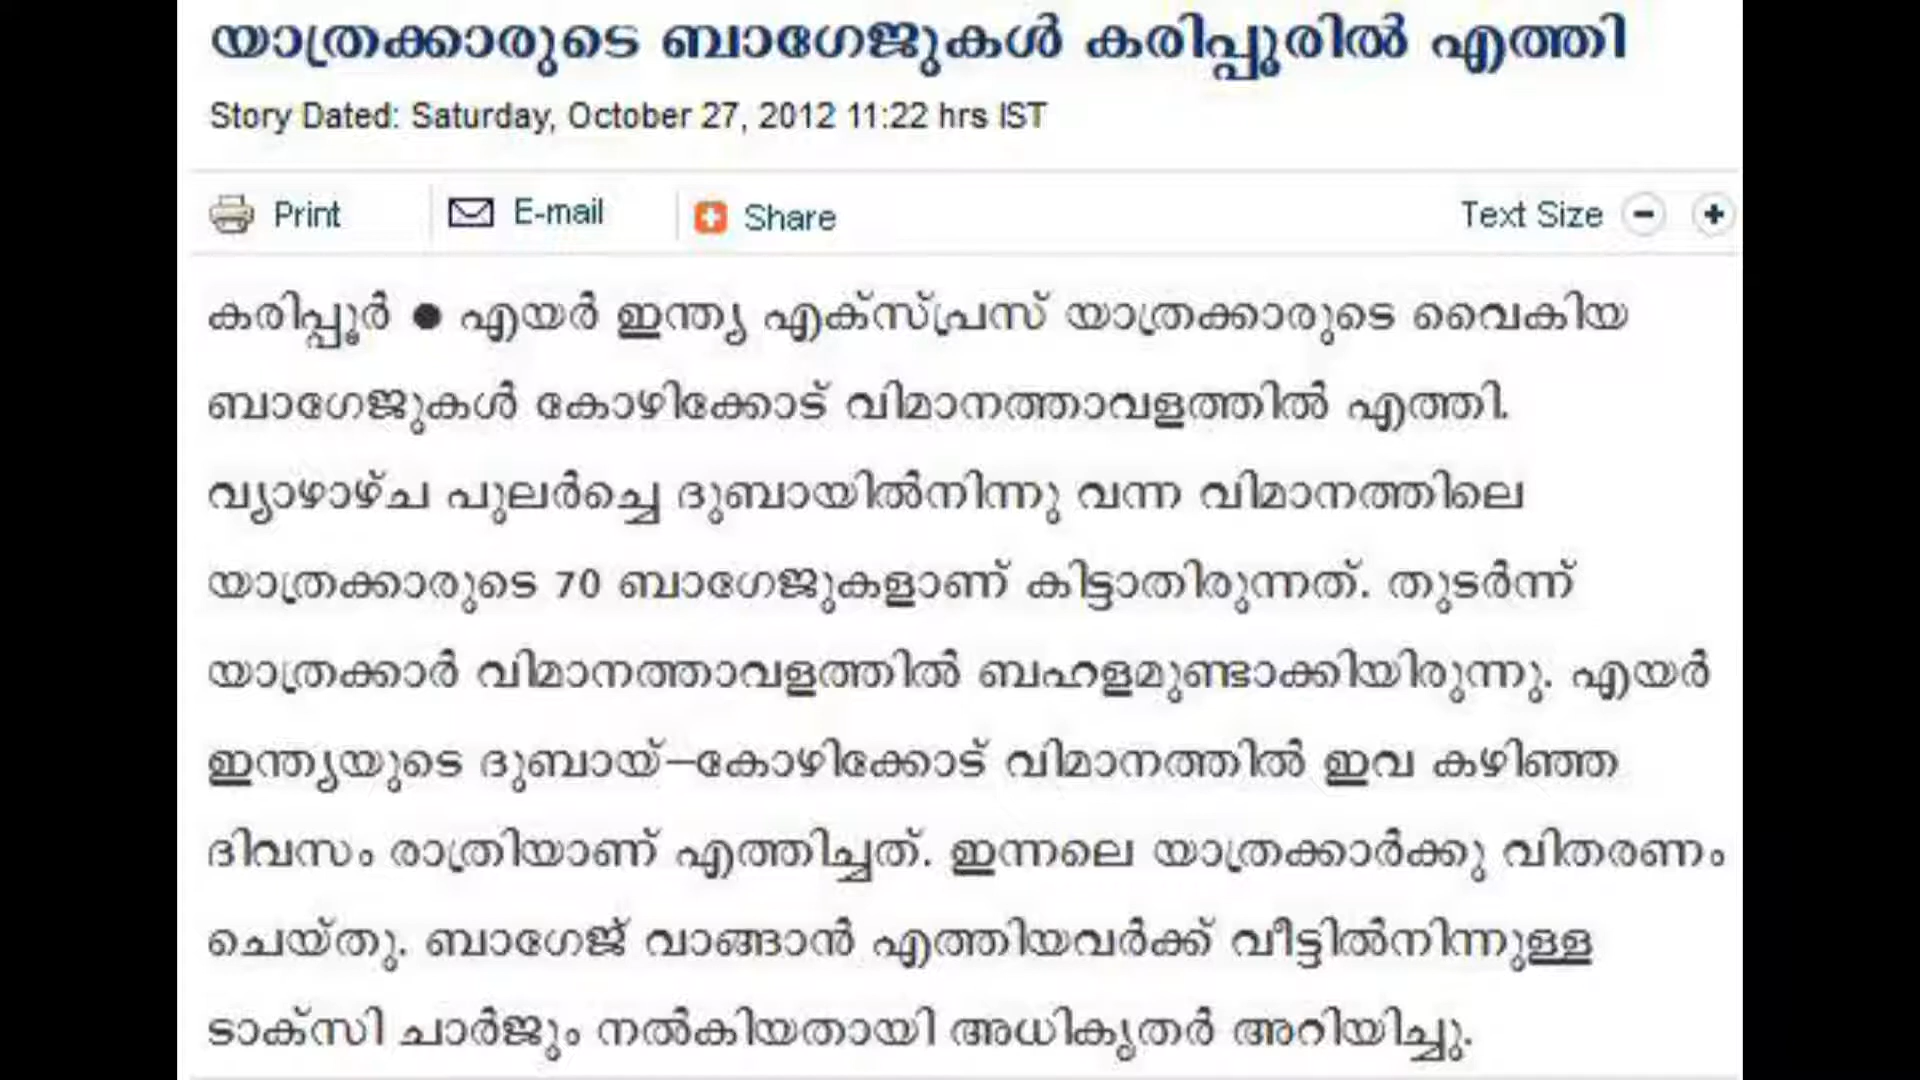 യാത്രക്കാരുടെ ബാഗേജുകൾ കരിപ്പൂരിൽ എത്തി
Story Dated: Saturday, October 27, 2012 11:22 hrs IST
Print E-mail Share Text Size
കരിപ്പൂർ ● എയർ ഇന്ത്യ എക്സ്പ്രസ് യാത്രക്കാരുടെ വൈകിയ
ബാഗേജുകൾ കോഴിക്കോട് വിമാനത്താവളത്തിൽ എത്തി.
വ്യാഴാഴ്ച പുലർച്ചെ ദുബായിൽനിന്നു വന്ന വിമാനത്തിലെ
യാത്രക്കാരുടെ 70 ബാഗേജുകളാണ് കിട്ടാതിരുന്നത്. തുടർന്ന്
യാത്രക്കാർ വിമാനത്താവളത്തിൽ ബഹളമുണ്ടാക്കിയിരുന്നു. എയർ
ഇന്ത്യയുടെ ദുബായ്–കോഴിക്കോട് വിമാനത്തിൽ ഇവ കഴിഞ്ഞ
ദിവസം രാത്രിയാണ് എത്തിച്ചത്. ഇന്നലെ യാത്രക്കാർക്കു വിതരണം
ചെയ്തു. ബാഗേജ് വാങ്ങാൻ എത്തിയവർക്ക് വീട്ടിൽനിന്നുള്ള
ടാക്സി ചാർജും നൽകിയതായി അധികൃതർ അറിയിച്ചു.